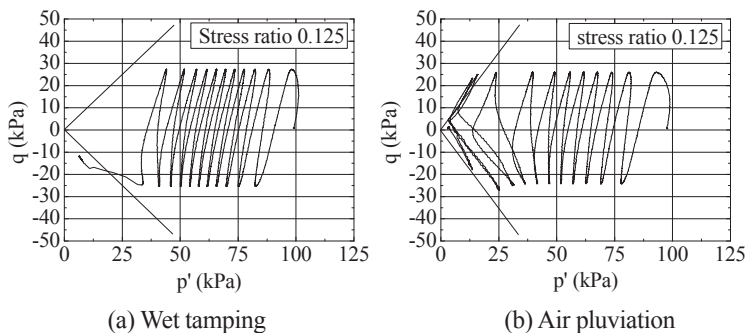 50
40
30
20
10
0
-10
-20
-30
-40
-50
q (kPa)
Stress ratio 0.125
0 25 50 75 100 125
p' (kPa)
(a) Wet tamping
50
40
30
20
10
0
-10
-20
-30
-40
-50
q (kPa)
stress ratio 0.125
0 25 50 75 100 125
p' (kPa)
(b) Air pluviation